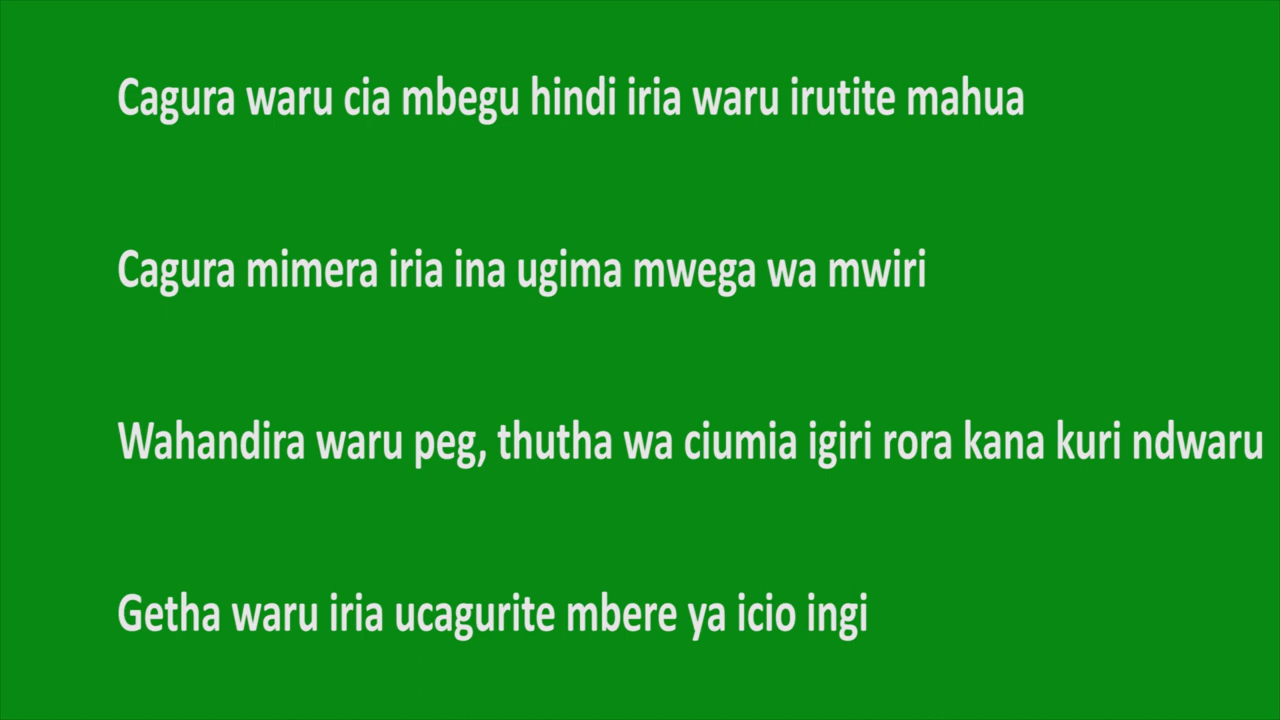 Cagura waru cia mbegu hindi iria waru irutite mahua
Cagura mimera iria ina ugima mwega wa mwiri
Wahandira waru peg, thutha wa ciumia igiri rora kana kuri ndwaru
Getha waru iria ucagurite mbere ya icio ingi